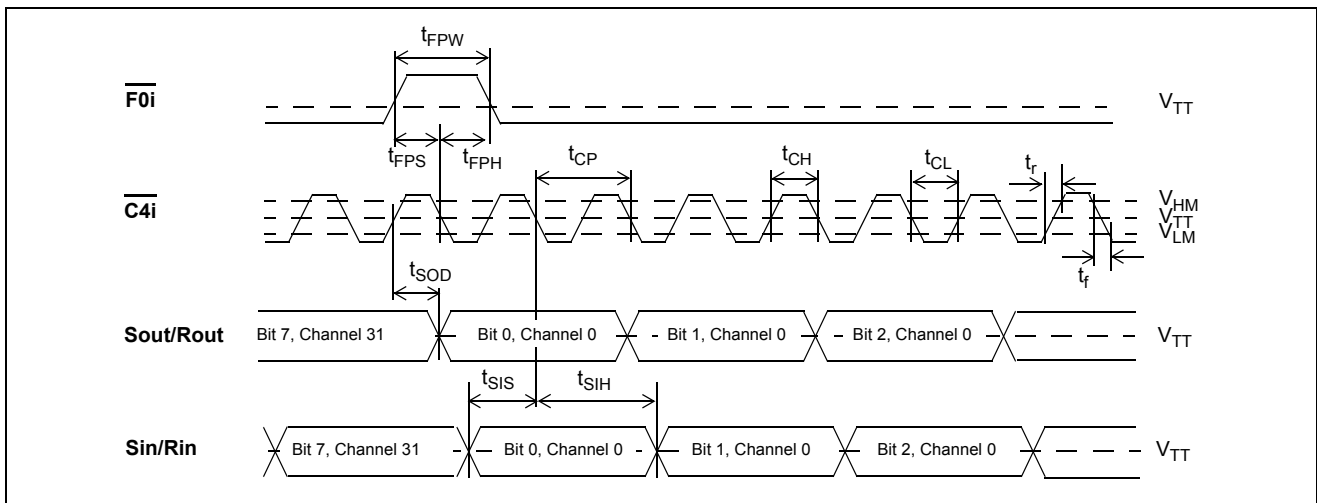 tFPW
F0i
VTT
tFPS
tFPH
tCP
tCH
tCL
tr
C4i
VHM
VTT
VLM
tSOD
tf
Sout/Rout
Bit 7, Channel 31
Bit 0, Channel 0
Bit 1, Channel 0
Bit 2, Channel 0
VTT
tSIS
tSIH
Sin/Rin
Bit 7, Channel 31
Bit 0, Channel 0
Bit 1, Channel 0
Bit 2, Channel 0
VTT